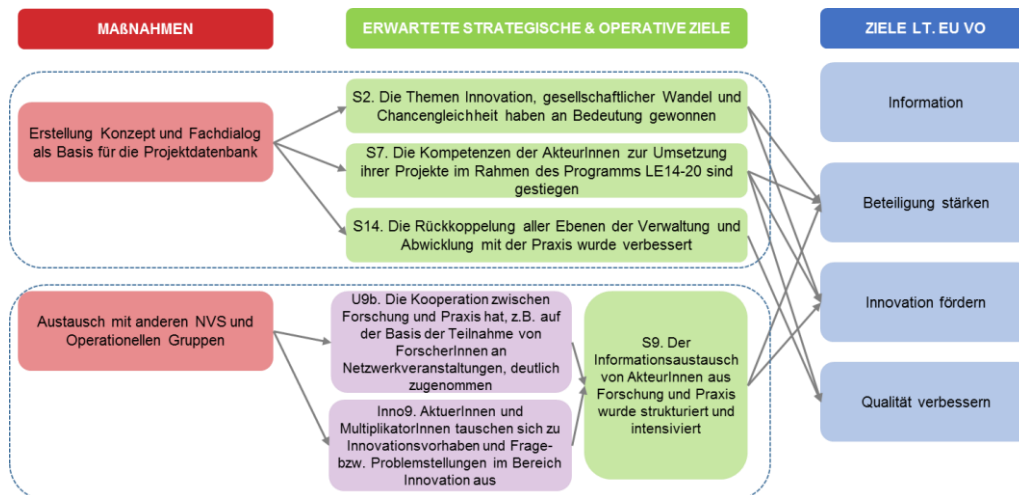 MAßNAHMEN
ERWARTETE STRATEGISCHE & OPERATIVE ZIELE
ZIELE LT. EU VO
Erstellung Konzept und Fachdialog
als Basis für die Projektdatenbank
S2. Die Themen Innovation, gesellschaftlicher Wandel und
Chancengleichheit haben an Bedeutung gewonnen
S7. Die Kompetenzen der AkteurInnen zur Umsetzung
ihrer Projekte im Rahmen des Programms LE14-20 sind
gestiegen
S14. Die Rückkoppelung aller Ebenen der Verwaltung und
Abwicklung mit der Praxis wurde verbessert
Austausch mit anderen NVS und
Operationellen Gruppen
U9b. Die Kooperation zwischen
Forschung und Praxis hat, z.B. auf
der Basis der Teilnahme von
ForscherInnen an
Netzwerkveranstaltungen, deutlich
zugenommen
Inno9. AktuerInnen und
MultiplikatorInnen tauschen sich zu
Innovationsvorhaben und Frage-
bzw. Problemstellungen im Bereich
Innovation aus
S9. Der
Informationsaustausch
von AkteurInnen aus
Forschung und Praxis
wurde strukturiert und
intensiviert
Information
Beteiligung stärken
Innovation fördern
Qualität verbessern